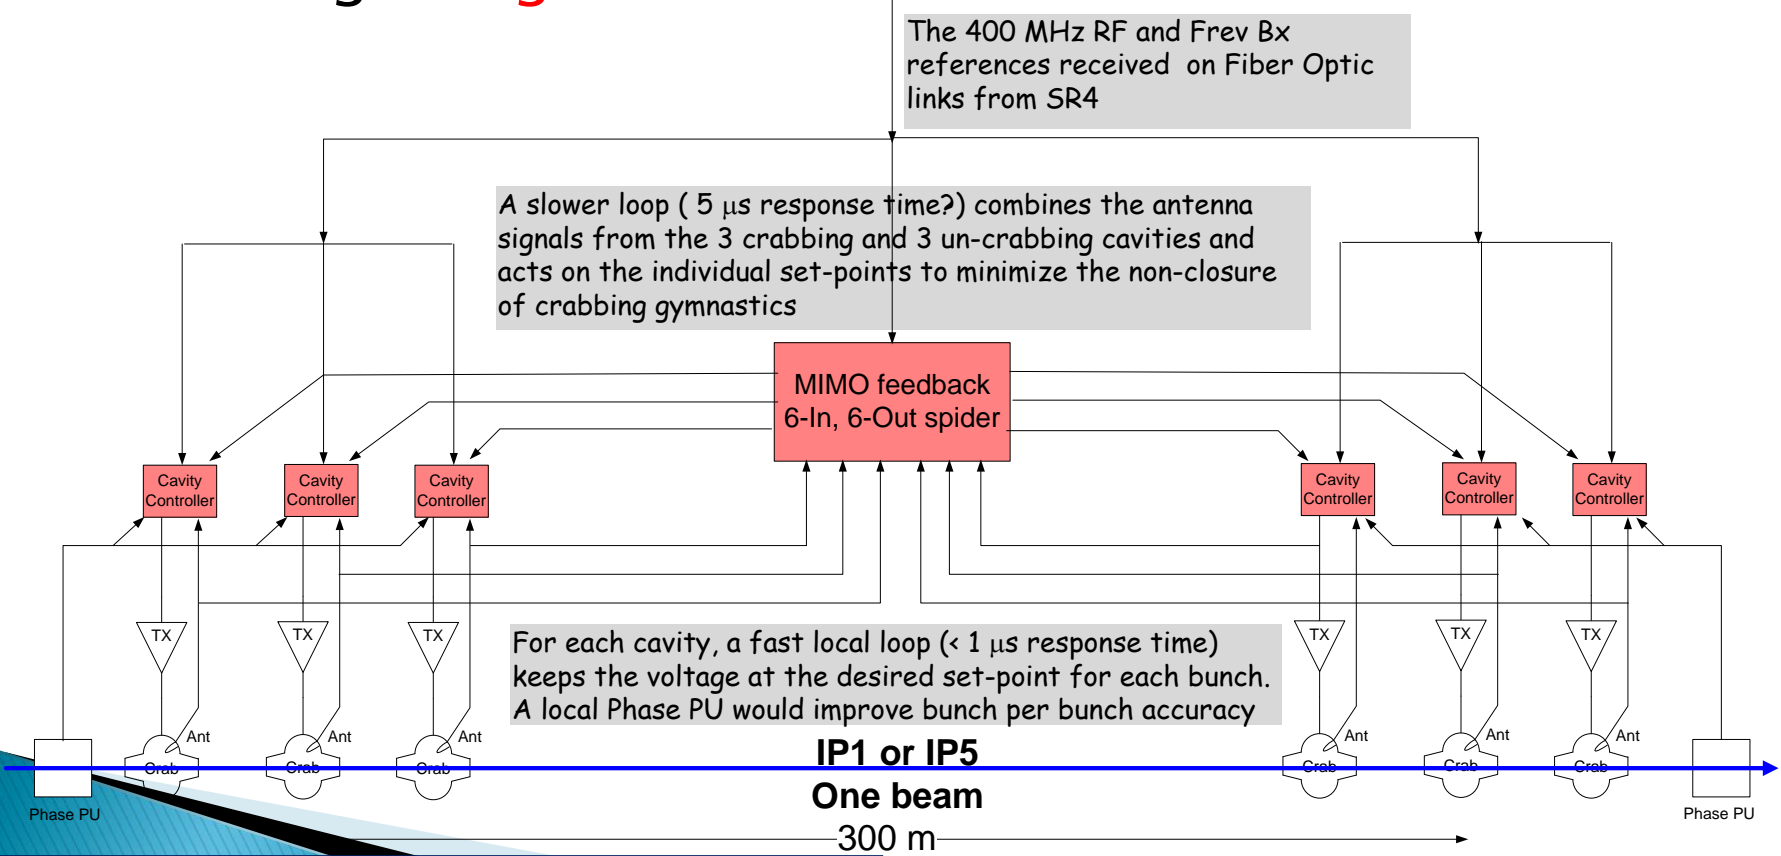 The 400 MHz RF and Frev Bx
references received on Fiber Optic
links from SR4
A slower loop ( 5 μs response time?) combines the antenna
signals from the 3 crabbing and 3 un-crabbing cavities and
acts on the individual set-points to minimize the non-closure
of crabbing gymnastics
MIMO feedback
6-In, 6-Out spider
Cavity
Controller
Cavity
Controller
Cavity
Controller
Cavity
Controller
Cavity
Controller
Cavity
Controller
TX
TX
TX
TX
TX
TX
For each cavity, a fast local loop (< 1 μs response time)
keeps the voltage at the desired set-point for each bunch.
A local Phase PU would improve bunch per bunch accuracy
Ant
Ant
Ant
Ant
Ant
Ant
Crab
Crab
Crab
Crab
Crab
Crab
IP1 or IP5
One beam
Phase PU
Phase PU
300 m